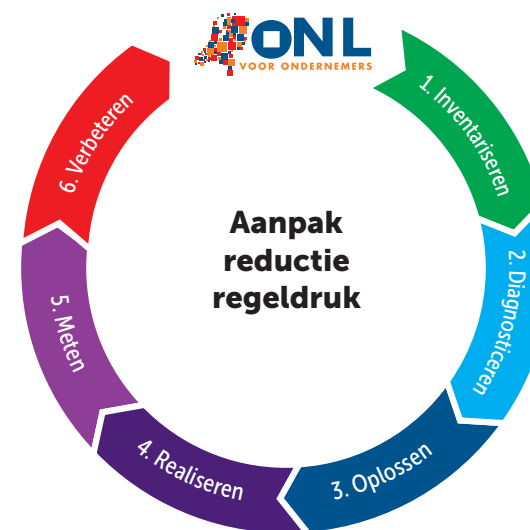 ONL
VOOR ONDERNEMERS
1. Inventariseren
2. Diagnosticeren
3. Oplossen
4. Realiseren
5. Meten
6. Verbeteren
Aanpak
reductie
regeldruk